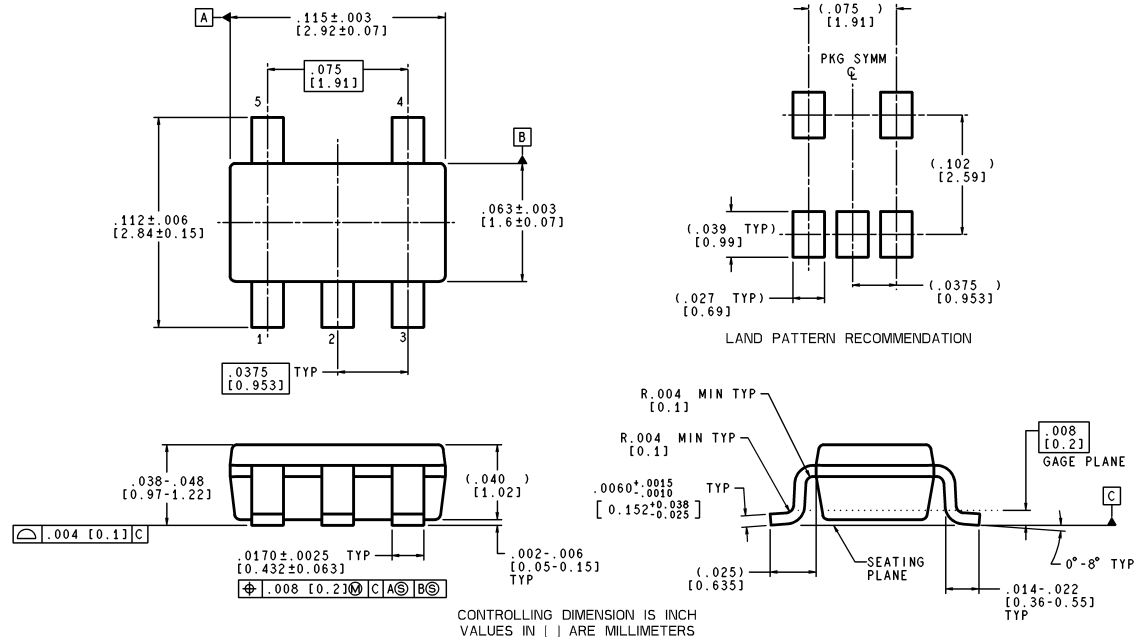 A
.115±.003
[2.92±0.07]
.075
[1.91]
5
4
B
.112±.006
[2.84±0.15]
.063±.003
[1.6±0.07]
1
2
3
.0375
[0.953]
TYP
(.075 )
[1.91]
PKG SYMM
℄
(.102 )
[2.59]
(.039 TYP)
[0.99]
(.027 TYP)
[0.69]
(.0375 )
[0.953]
LAND PATTERN RECOMMENDATION
.038-.048
[0.97-1.22]
(.040 )
[1.02]
⌓ .004 [0.1] C
.0170±.0025 TYP
[0.432±0.063]
⌖ .008 [0.2]Ⓜ C AⓈ BⓈ
.002-.006
[0.05-0.15]
TYP
R.004 MIN TYP
[0.1]
R.004 MIN TYP
[0.1]
.0060+.0015-.0010 TYP
[0.152+0.038-0.025]
.008
[0.2]
GAGE PLANE
C
SEATING
PLANE
(.025)
[0.635]
0°-8° TYP
.014-.022
[0.36-0.55]
TYP
CONTROLLING DIMENSION IS INCH
VALUES IN [ ] ARE MILLIMETERS